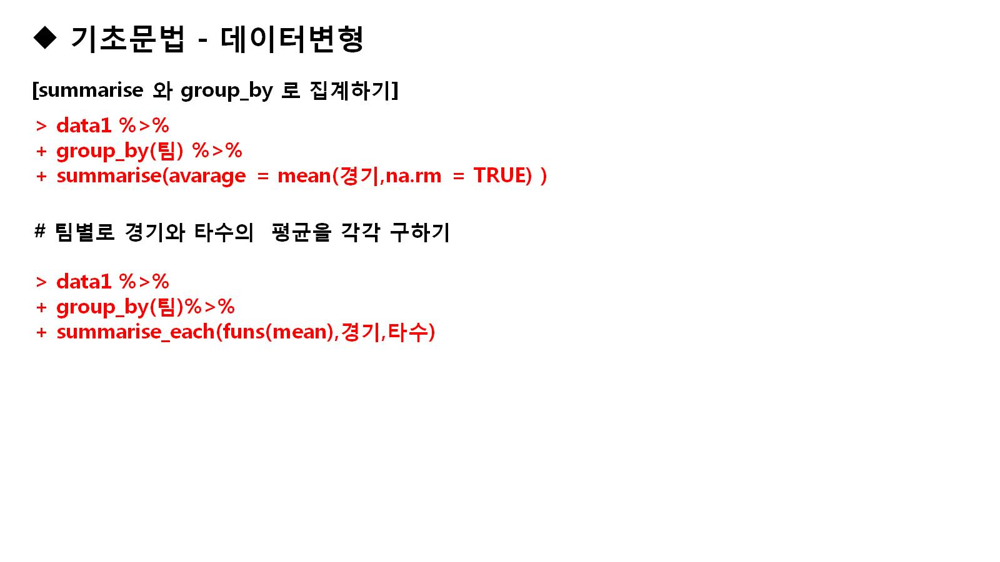 ◆ 기초문법 - 데이터변형
[summarise 와 group_by 로 집계하기]
> data1 %>%
+ group_by(팀) %>%
+ summarise(avarage = mean(경기,na.rm = TRUE) )
# 팀별로 경기와 타수의 평균을 각각 구하기
> data1 %>%
+ group_by(팀)%>%
+ summarise_each(funs(mean),경기,타수)